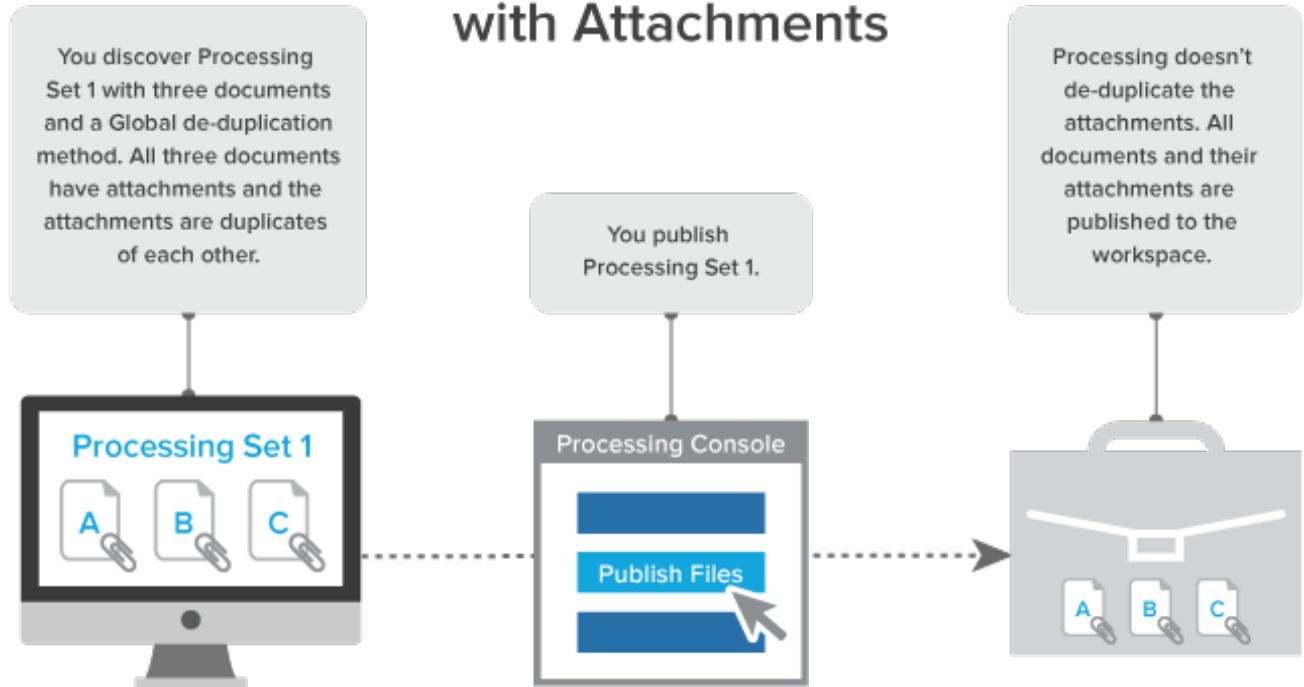 with Attachments
You discover Processing
Set 1 with three documents
and a Global de-duplication
method. All three documents
have attachments and the
attachments are duplicates
of each other.
You publish
Processing Set 1.
Processing doesn't
de-duplicate the
attachments. All
documents and their
attachments are
published to the
workspace.
Processing Set 1
A B C
Processing Console
Publish Files
A B C